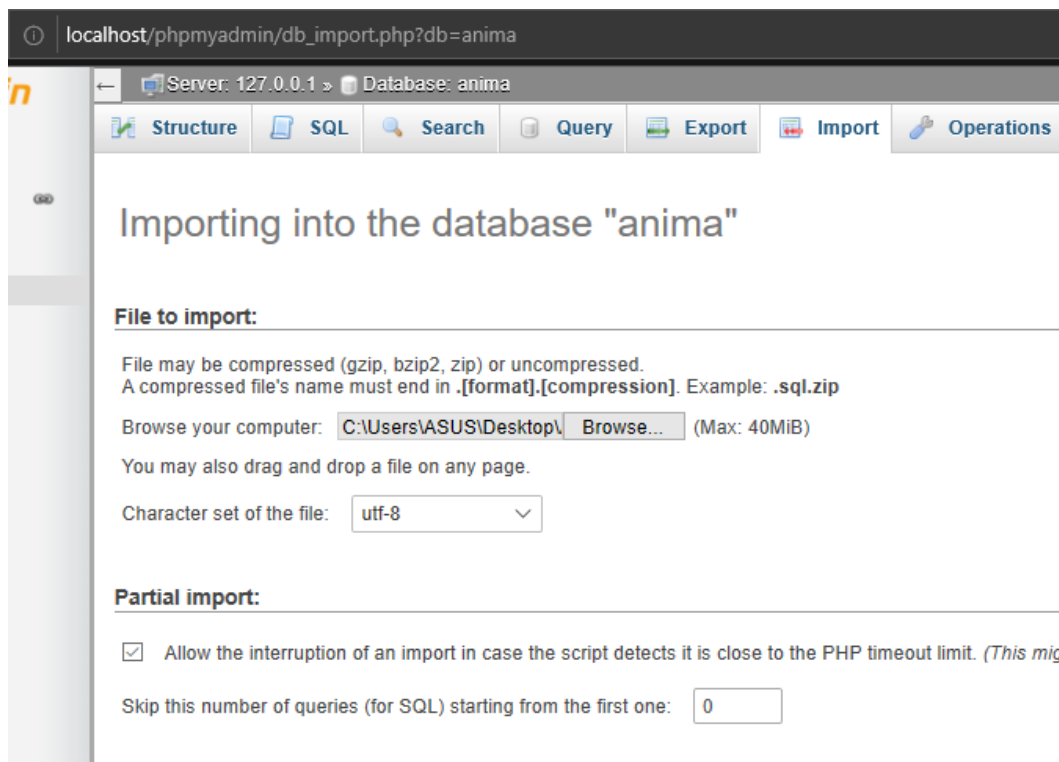 localhost/phpmyadmin/db_import.php?db=anima
in
Server: 127.0.0.1 » Database: anima
Structure SQL Search Query Export Import Operations
Importing into the database "anima"
File to import:
File may be compressed (gzip, bzip2, zip) or uncompressed.
A compressed file's name must end in .[format].[compression]. Example: .sql.zip
Browse your computer: C:\Users\ASUS\Desktop\ Browse... (Max: 40MiB)
You may also drag and drop a file on any page.
Character set of the file: utf-8
Partial import:
Allow the interruption of an import in case the script detects it is close to the PHP timeout limit. (This mig
Skip this number of queries (for SQL) starting from the first one: 0